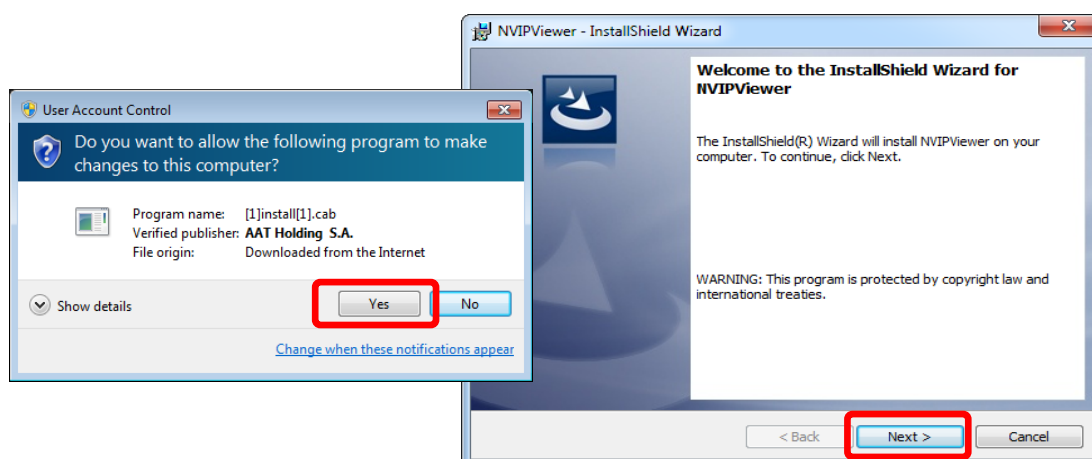 NVIPViewer - InstallShield Wizard
Welcome to the InstallShield Wizard for
NVIPViewer
The InstallShield(R) Wizard will install NVIPViewer on your
computer. To continue, click Next.
WARNING: This program is protected by copyright law and
international treaties.
< Back
Next >
Cancel
User Account Control
Do you want to allow the following program to make
changes to this computer?
Program name: [1]install[1].cab
Verified publisher: AAT Holding S.A.
File origin: Downloaded from the Internet
Show details
Yes
No
Change when these notifications appear